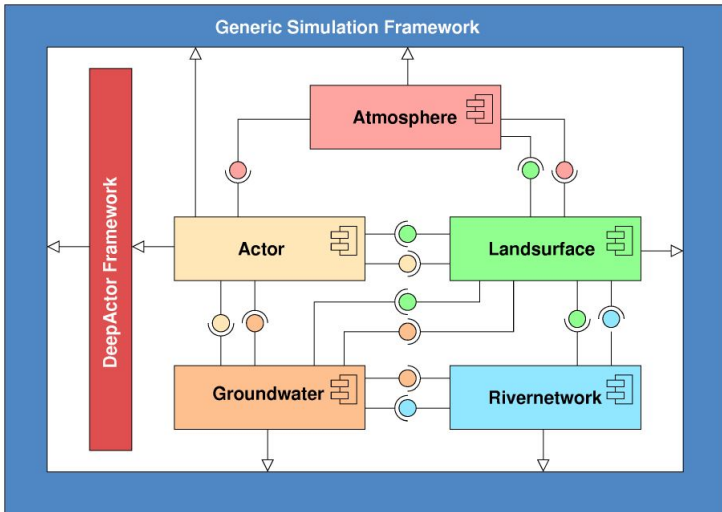 Generic Simulation Framework
DeepActor Framework
Atmosphere
Actor
Landsurface
Groundwater
Rivernetwork